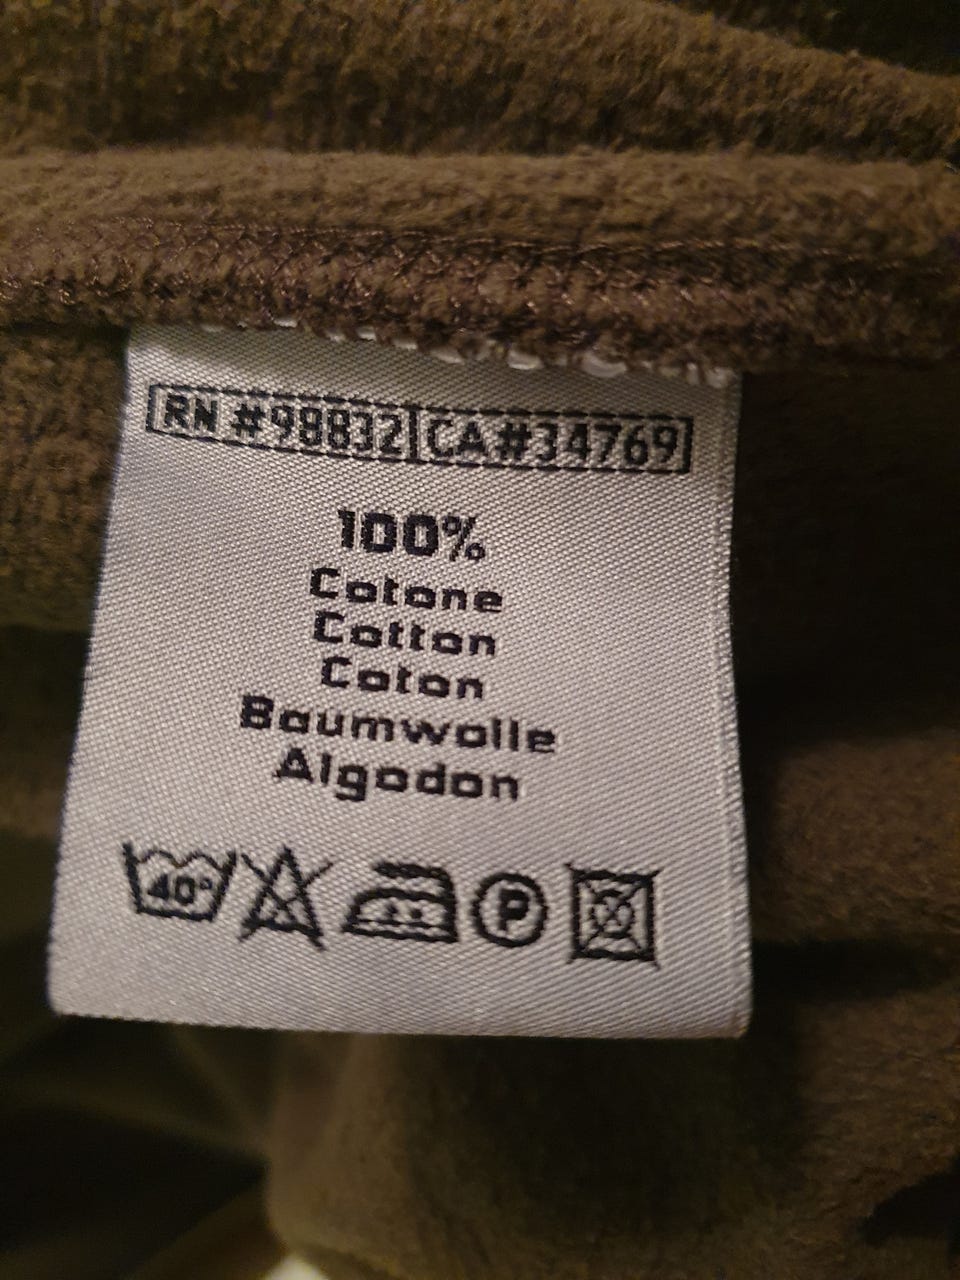 RN #98832 CA#34769
100%
Cotone
Cotton
Coton
Baumwolle
Algodon
40°
P